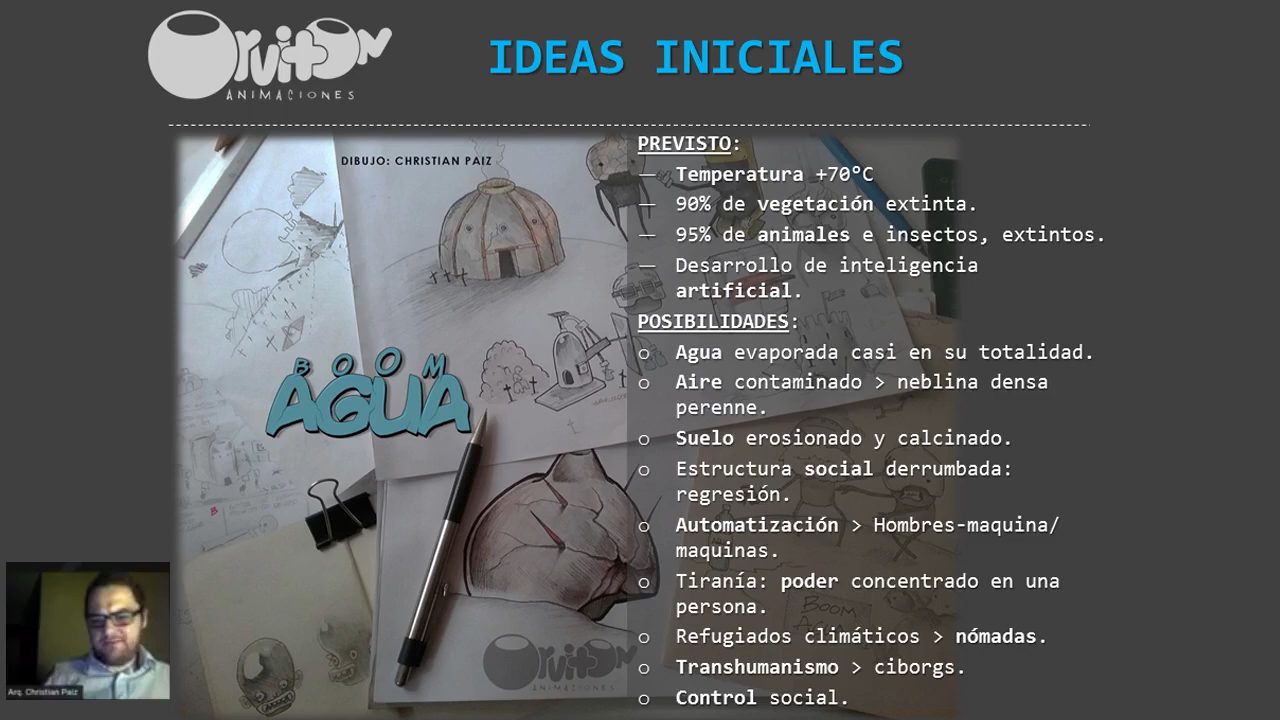 Orviton
ANIMACIONES
IDEAS INICIALES
DIBUJO: CHRISTIAN PAIZ
BOOM
AGUA
PREVISTO:
— Temperatura +70°C
— 90% de vegetación extinta.
— 95% de animales e insectos, extintos.
— Desarrollo de inteligencia
artificial.
POSIBILIDADES:
o Agua evaporada casi en su totalidad.
o Aire contaminado > neblina densa
perenne.
o Suelo erosionado y calcinado.
o Estructura social derrumbada:
regresión.
o Automatización > Hombres-maquina/
maquinas.
o Tiranía: poder concentrado en una
persona.
o Refugiados climáticos > nómadas.
o Transhumanismo > ciborgs.
o Control social.
BOOM
Orviton
ANIMACIONES
Arq. Christian Paiz